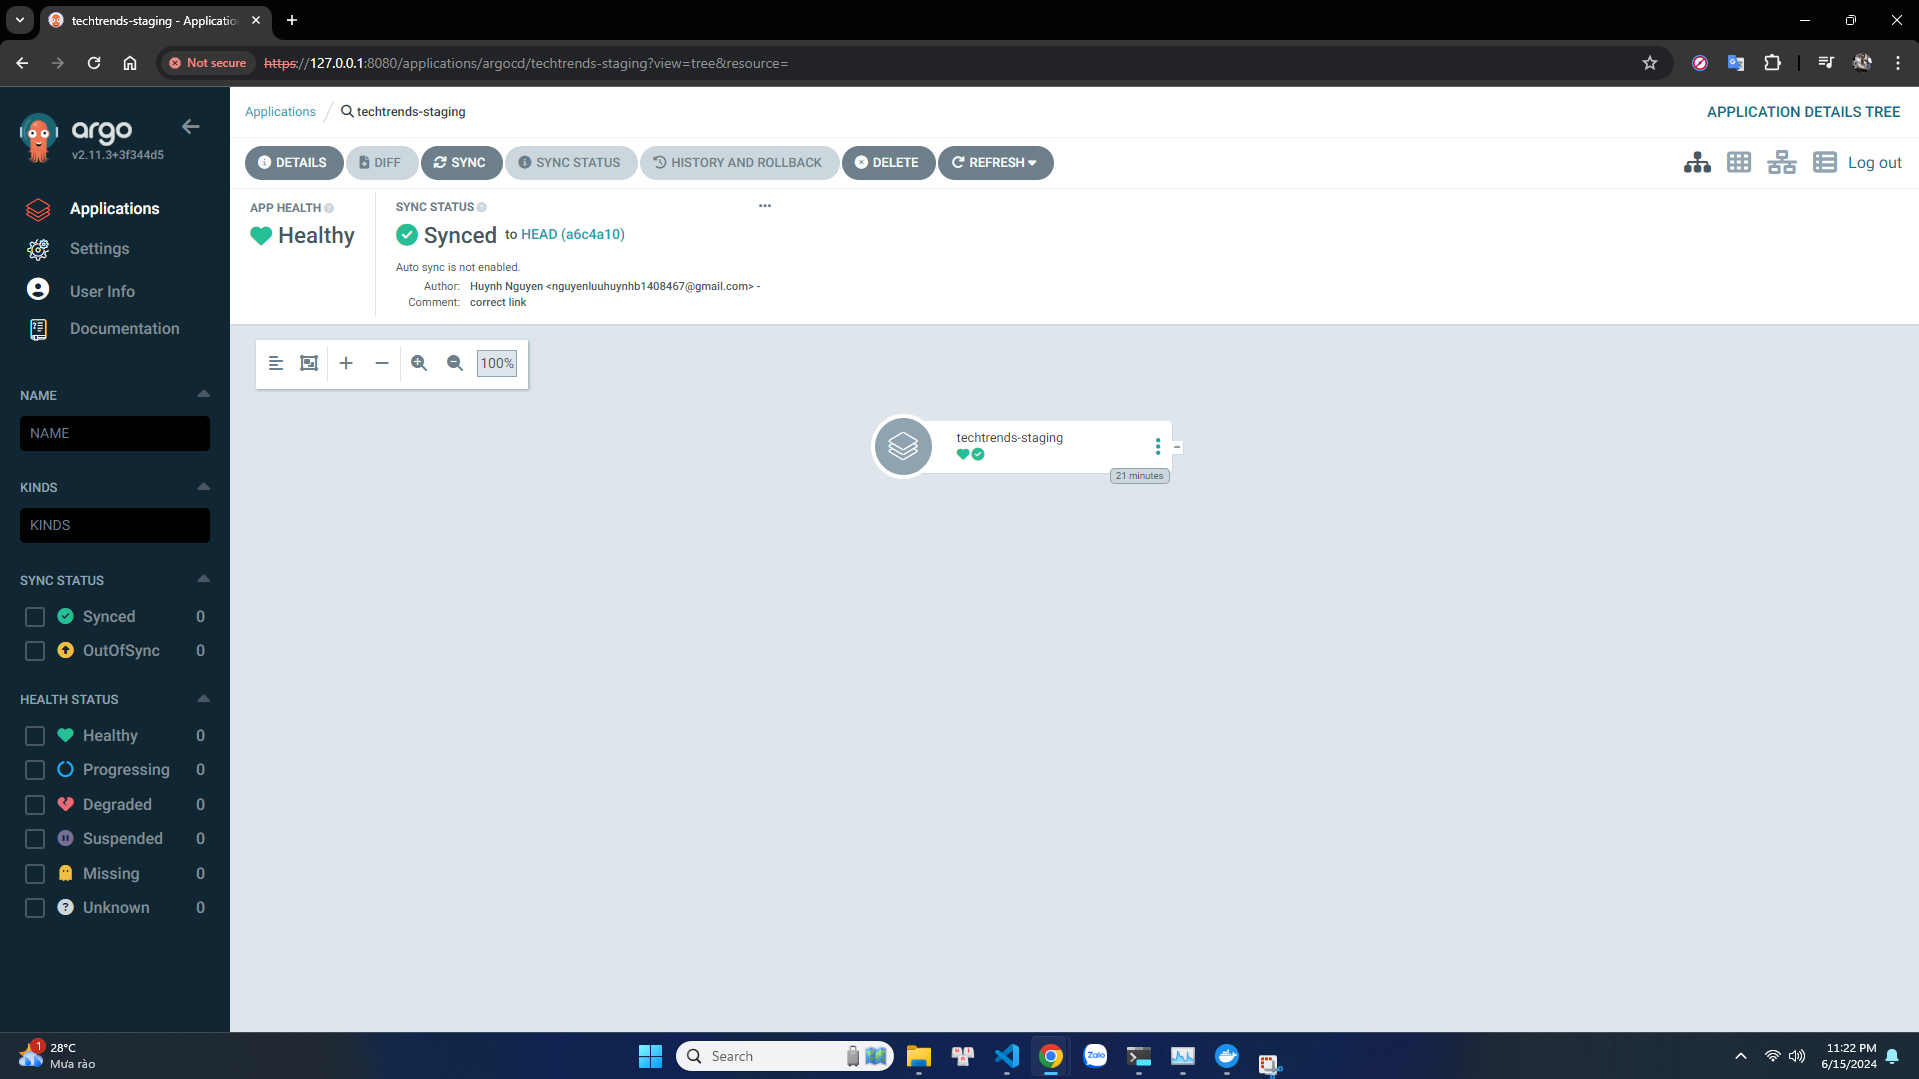 techtrends-staging - Applicatio
Not secure
https://127.0.0.1:8080/applications/argocd/techtrends-staging?view=tree&resource=
argo
v2.11.3+3f344d5
Applications
Settings
User Info
Documentation
NAME
NAME
KINDS
KINDS
SYNC STATUS
Synced 0
OutOfSync 0
HEALTH STATUS
Healthy 0
Progressing 0
Degraded 0
Suspended 0
Missing 0
Unknown 0
Applications / techtrends-staging
APPLICATION DETAILS TREE
DETAILS DIFF SYNC SYNC STATUS HISTORY AND ROLLBACK DELETE REFRESH
Log out
APP HEALTH
Healthy
SYNC STATUS
Synced to HEAD (a6c4a10)
Auto sync is not enabled.
Author: Huynh Nguyen <nguyenluuhuynhb1408467@gmail.com> -
Comment: correct link
100%
techtrends-staging
21 minutes
1
28°C
Mưa rào
Search
Zalo
11:22 PM
6/15/2024